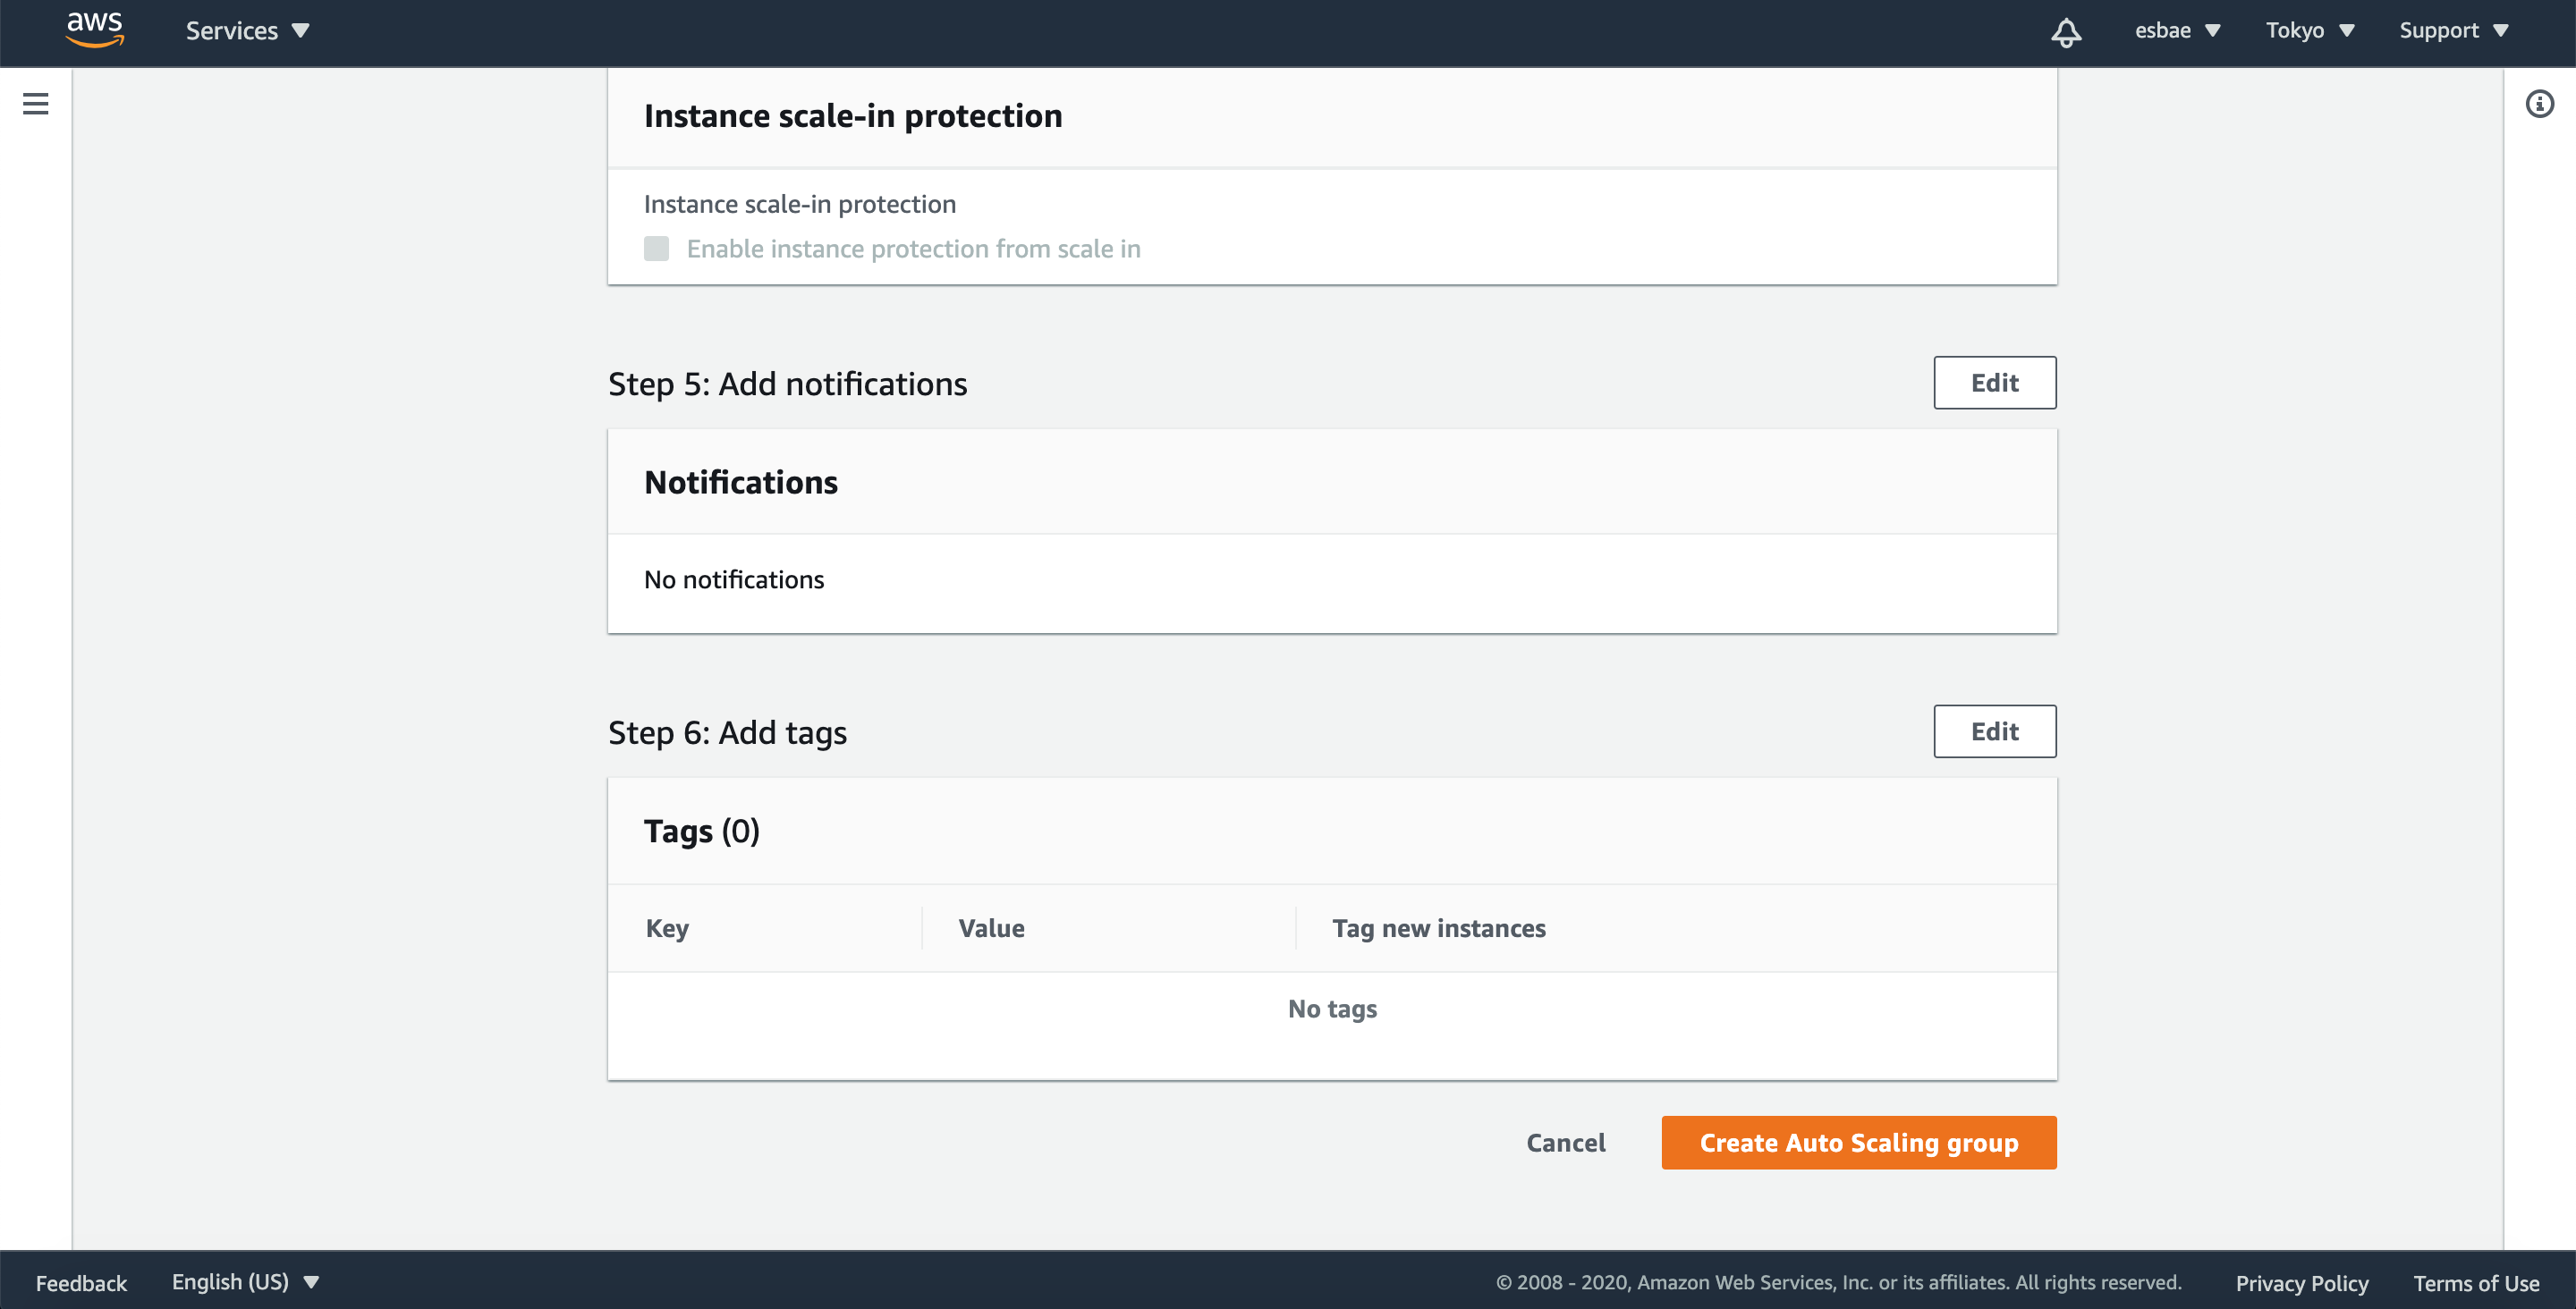 aws
Services
esbae
Tokyo
Support
Instance scale-in protection
Instance scale-in protection
Enable instance protection from scale in
Step 5: Add notifications
Edit
Notifications
No notifications
Step 6: Add tags
Edit
Tags (0)
Key
Value
Tag new instances
No tags
Cancel
Create Auto Scaling group
Feedback
English (US)
© 2008 - 2020, Amazon Web Services, Inc. or its affiliates. All rights reserved.
Privacy Policy
Terms of Use